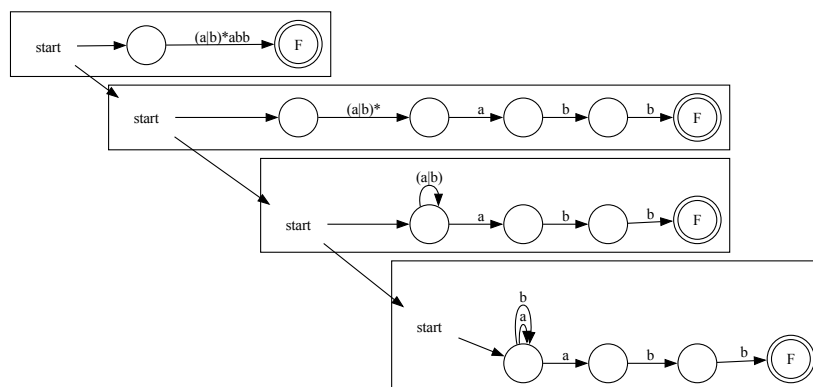 start (a|b)*abb F
start (a|b)* a b b F
(a|b)
start a b b F
b
a
start a b b F